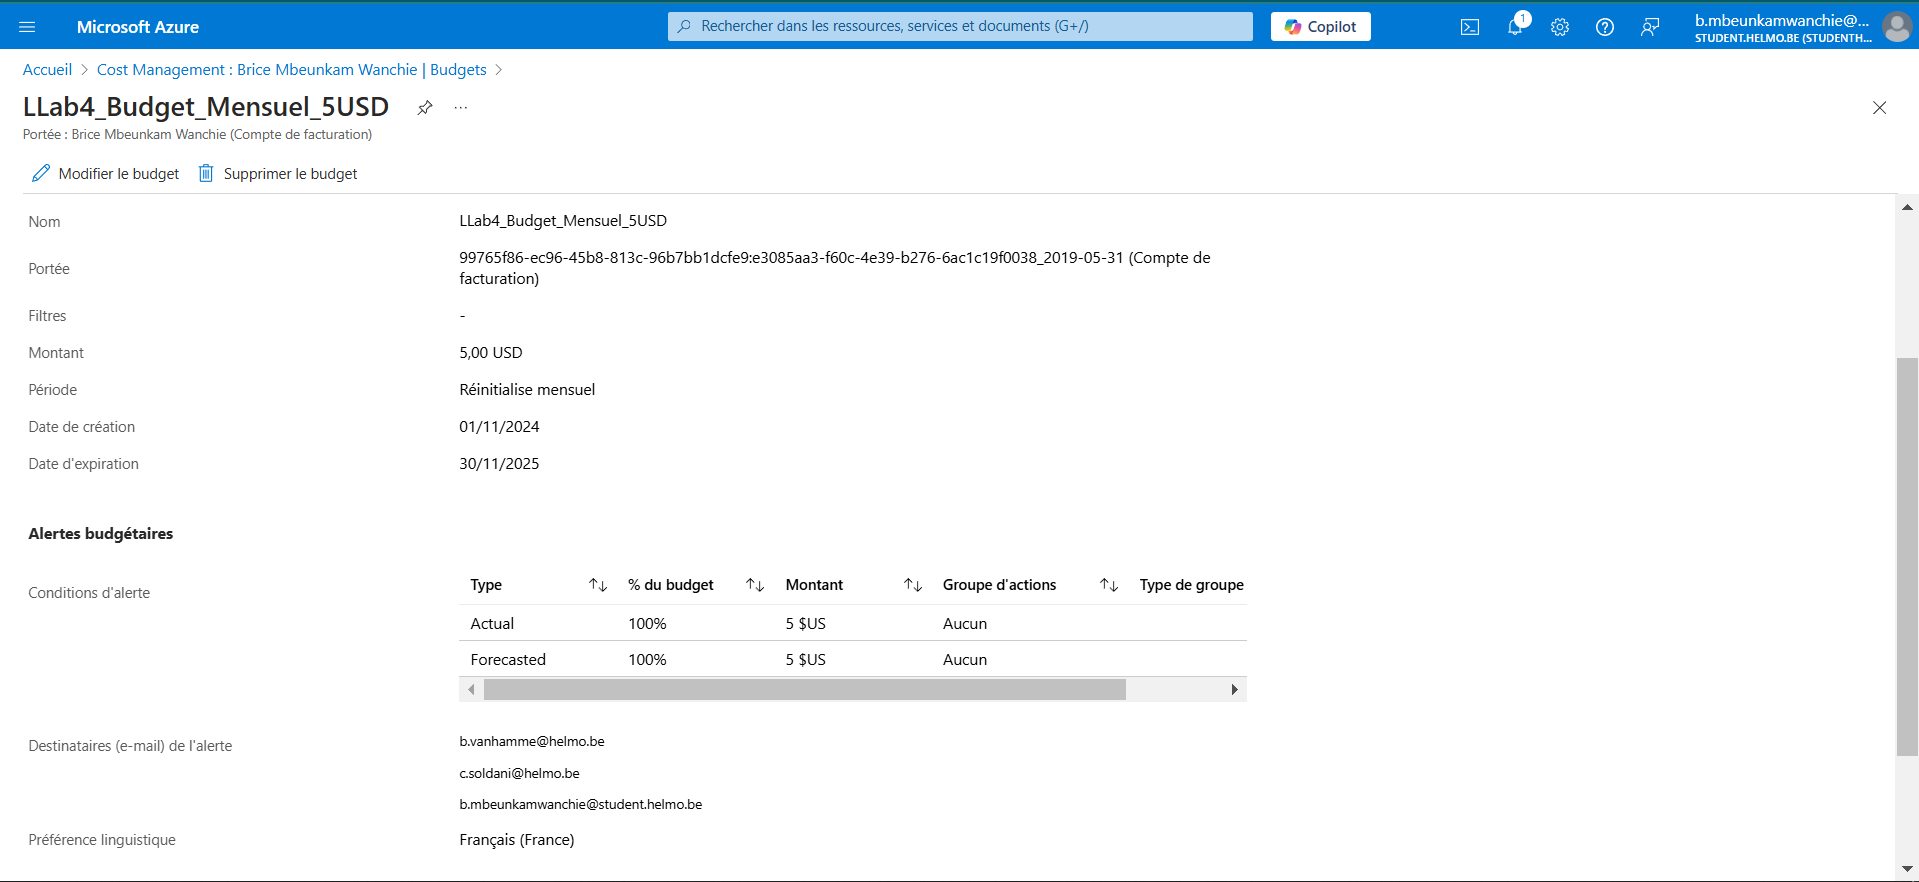 Microsoft Azure
Rechercher dans les ressources, services et documents (G+/)
Copilot
1
b.mbeunkamwanchie@...
STUDENT.HELMO.BE (STUDENTH...
Accueil > Cost Management : Brice Mbeunkam Wanchie | Budgets >
LLab4_Budget_Mensuel_5USD ...
Portée : Brice Mbeunkam Wanchie (Compte de facturation)
Modifier le budget Supprimer le budget
Nom LLab4_Budget_Mensuel_5USD
Portée 99765f86-ec96-45b8-813c-96b7bb1dcfe9:e3085aa3-f60c-4e39-b276-6ac1c19f0038_2019-05-31 (Compte de
facturation)
Filtres -
Montant 5,00 USD
Période Réinitialise mensuel
Date de création 01/11/2024
Date d'expiration 30/11/2025
Alertes budgétaires
Conditions d'alerte
Type % du budget Montant Groupe d'actions Type de groupe
Actual 100% 5 $US Aucun
Forecasted 100% 5 $US Aucun
Destinataires (e-mail) de l'alerte b.vanhamme@helmo.be
c.soldani@helmo.be
b.mbeunkamwanchie@student.helmo.be
Préférence linguistique Français (France)